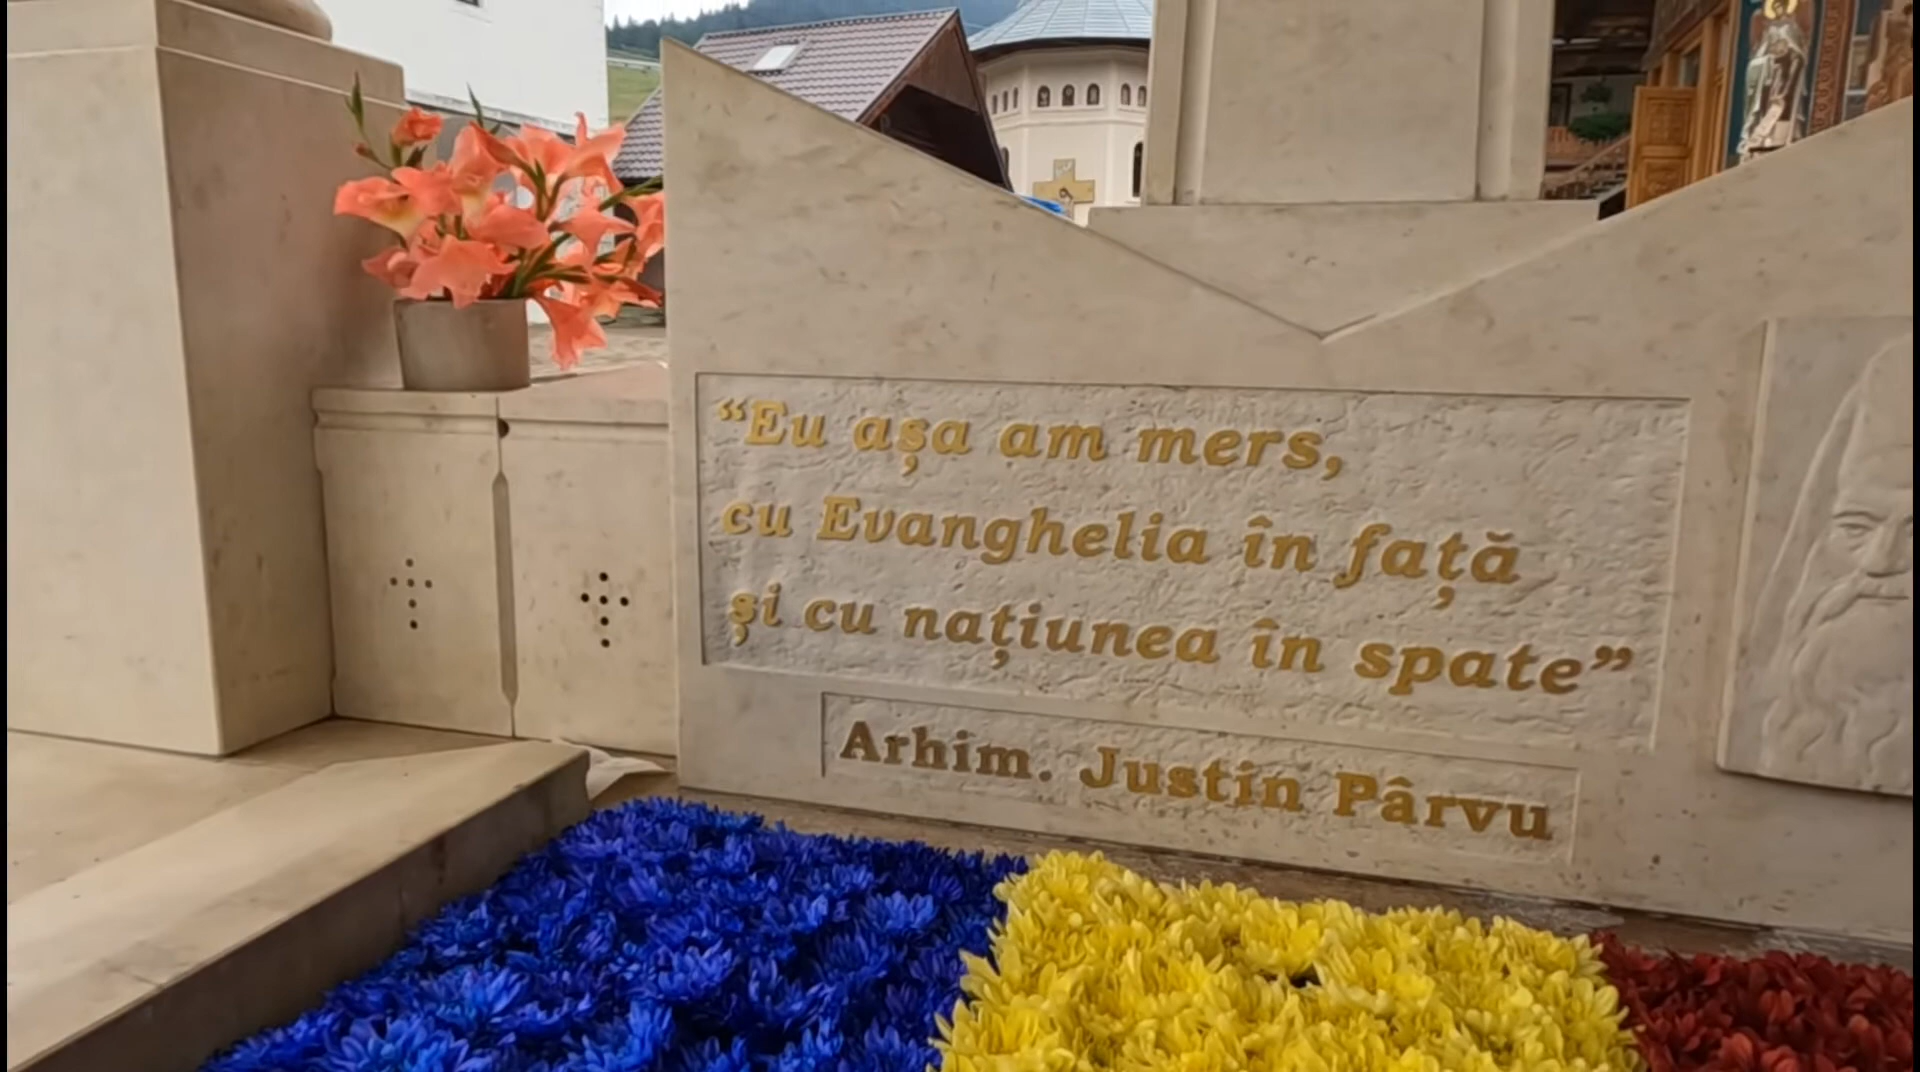 “Eu așa am mers,
cu Evanghelia în față
și cu națiunea în spate”
Arhim. Justin Pârvu